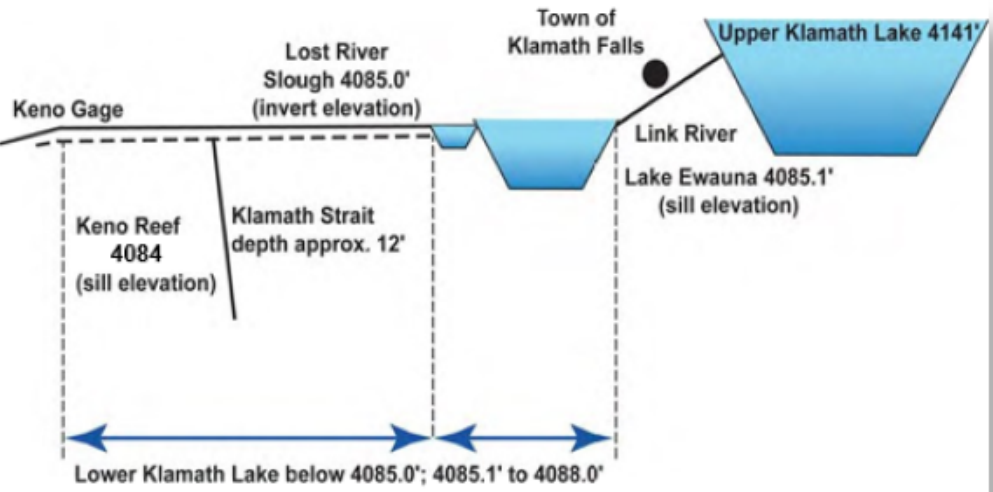 Town of
Klamath Falls
Upper Klamath Lake 4141'
Lost River
Slough 4085.0'
(invert elevation)
Keno Gage
Link River
Lake Ewauna 4085.1'
(sill elevation)
Keno Reef
4084
(sill elevation)
Klamath Strait
depth approx. 12'
Lower Klamath Lake below 4085.0'; 4085.1' to 4088.0'